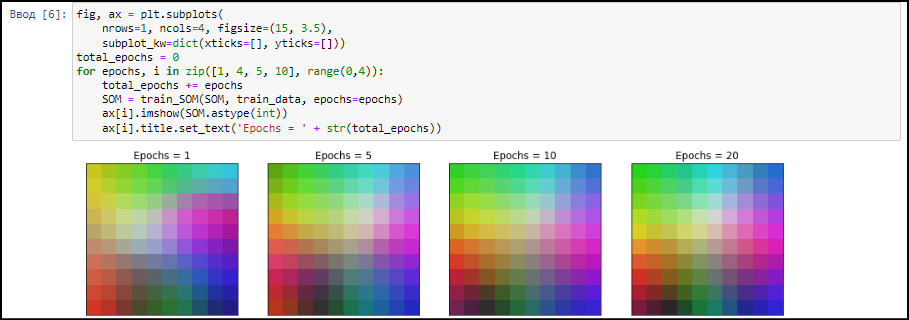 Ввод [6]: fig, ax = plt.subplots(
    nrows=1, ncols=4, figsize=(15, 3.5),
    subplot_kw=dict(xticks=[], yticks=[]))
total_epochs = 0
for epochs, i in zip([1, 4, 5, 10], range(0,4)):
    total_epochs += epochs
    SOM = train_SOM(SOM, train_data, epochs=epochs)
    ax[i].imshow(SOM.astype(int))
    ax[i].title.set_text('Epochs = ' + str(total_epochs))
Epochs = 1 Epochs = 5 Epochs = 10 Epochs = 20